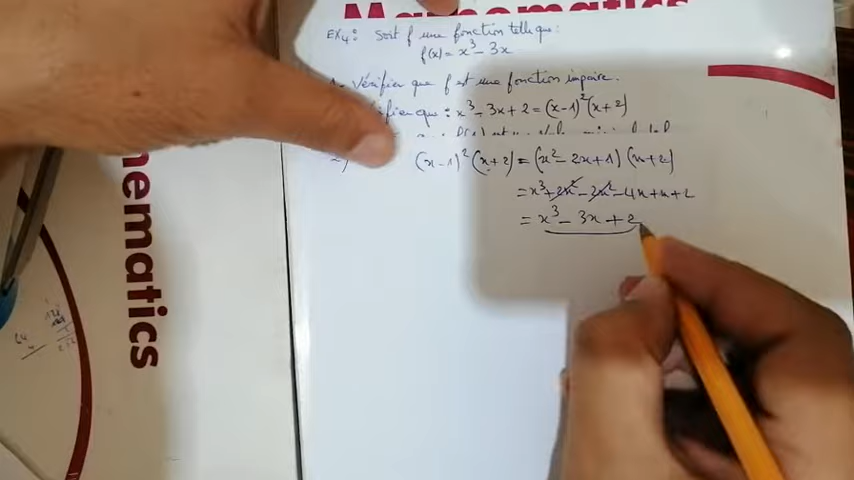 Mathematics
EX4: Soit f une fonction telle que:
f(x) = x³ - 3x
Vérifier que f est une fonction impaire.
que: x³ - 3x + 2 = (x-1)²(x+2)
(x-1)²(x+2) = (x² - 2x + 1)(x+2)
= x³ + 2x² - 2x² - 4x + x + 2
= x³ - 3x + 2
ematics